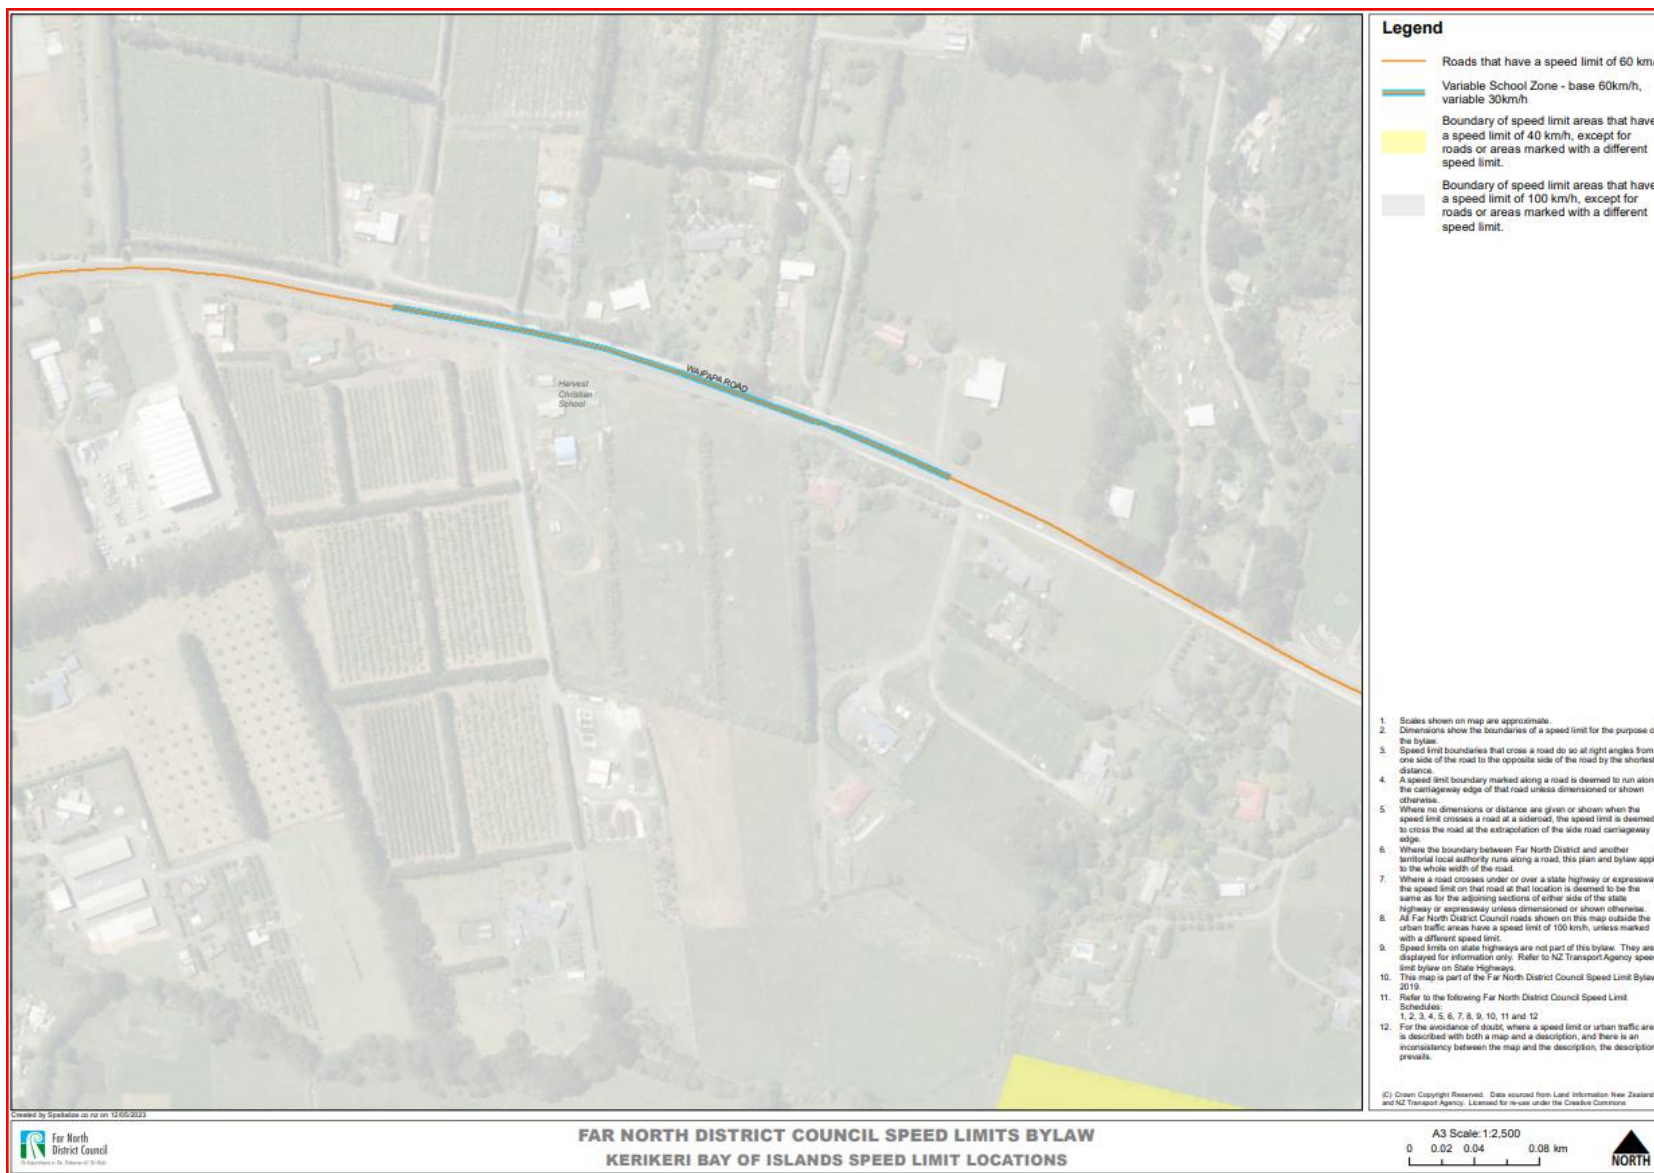 Legend
Roads that have a speed limit of 60 km/
Variable School Zone - base 60km/h,
variable 30km/h
Boundary of speed limit areas that have
a speed limit of 40 km/h, except for
roads or areas marked with a different
speed limit.
Boundary of speed limit areas that have
a speed limit of 100 km/h, except for
roads or areas marked with a different
speed limit.
WAIPAPA ROAD
Harvest
Christian
School
1. Scales shown on map are approximate.
2. Dimensions show the boundaries of a speed limit for the purpose o
the bylaw.
3. Speed limit boundaries that cross a road do so at right angles from
one side of the road to the opposite side of the road by the shortest
distance.
4. A speed limit boundary marked along a road is deemed to run alon
the carriageway edge of that road unless dimensioned or shown
otherwise.
5. Where no dimensions or distance are given or shown when the
speed limit crosses a road at a sideroad, the speed limit is deemed
to cross the road at the extrapolation of the side road carriageway
edge.
6. Where the boundary between Far North District and another
territorial local authority runs along a road, this plan and bylaw appl
to the whole width of the road.
7. Where a road crosses under or over a state highway or expressway
the speed limit on that road at that location is deemed to be the
same as for the adjoining sections of either side of the state
highway or expressway unless dimensioned or shown otherwise.
8. All Far North District Council roads shown on this map outside the
urban traffic areas have a speed limit of 100 km/h, unless marked
with a different speed limit.
9. Speed limits on state highways are not part of this bylaw. They are
displayed for information only. Refer to NZ Transport Agency speed
limit bylaw on State Highways.
10. This map is part of the Far North District Council Speed Limit Bylaw
2019.
11. Refer to the following Far North District Council Speed Limit
Schedules:
1, 2, 3, 4, 5, 6, 7, 8, 9, 10, 11 and 12
12. For the avoidance of doubt, where a speed limit or urban traffic are
is described with both a map and a description, and there is an
inconsistency between the map and the description, the description
prevails.
(C) Crown Copyright Reserved. Data sourced from Land Information New Zealand
and NZ Transport Agency. Licensed for re-use under the Creative Commons
Created by Spatialize.co.nz on 12/05/2023
Far North
District Council
FAR NORTH DISTRICT COUNCIL SPEED LIMITS BYLAW
KERIKERI BAY OF ISLANDS SPEED LIMIT LOCATIONS
A3 Scale: 1:2,500
0 0.02 0.04 0.08 km
NORTH